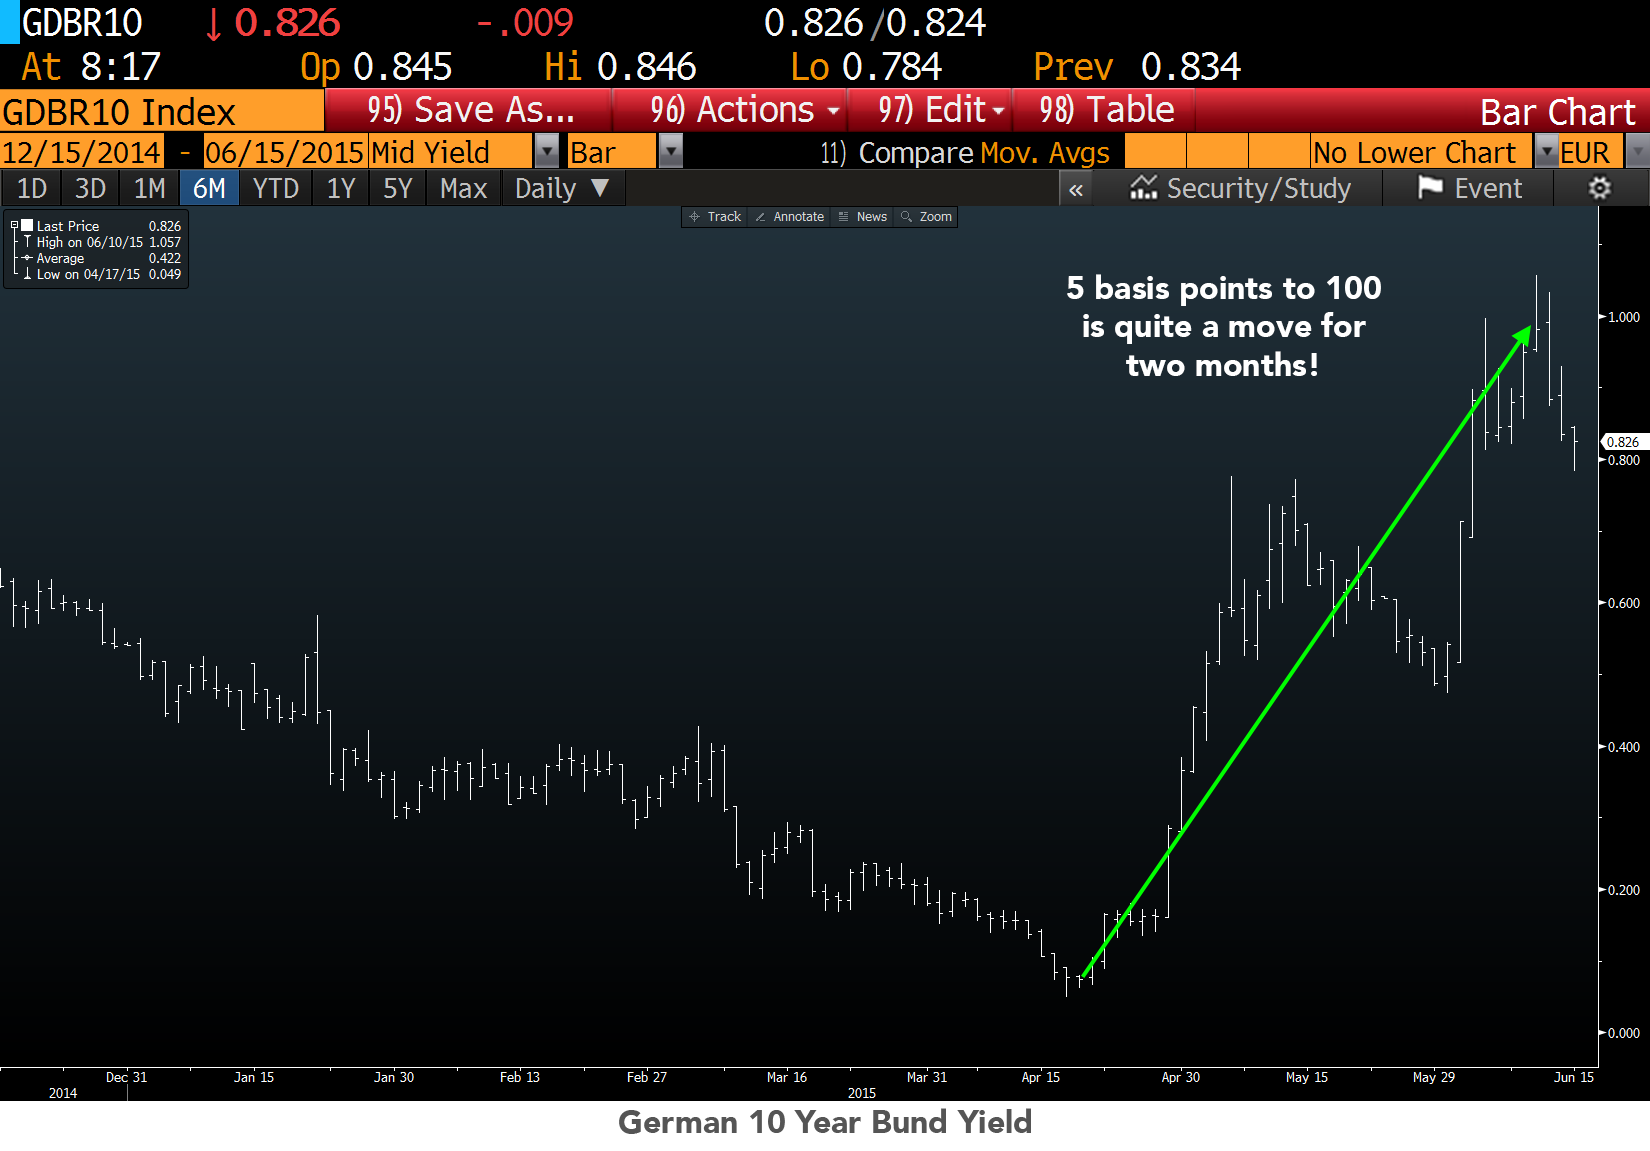 GDBR10 ↓ 0.826 -.009 0.826/0.824
At 8:17 Op 0.845 Hi 0.846 Lo 0.784 Prev 0.834
GDBR10 Index 95) Save As... 96) Actions 97) Edit 98) Table Bar Chart
12/15/2014 - 06/15/2015 Mid Yield Bar 11) Compare Mov. Avgs No Lower Chart EUR
1D 3D 1M 6M YTD 1Y 5Y Max Daily ▼ « Security/Study Event
Track Annotate News Zoom
Last Price 0.826
High on 06/10/15 1.057
Average 0.422
Low on 04/17/15 0.049
5 basis points to 100
is quite a move for
two months!
1.000
0.826
0.800
0.600
0.400
0.200
0.000
Dec 31 Jan 15 Jan 30 Feb 13 Feb 27 Mar 16 Mar 31 Apr 15 Apr 30 May 15 May 29 Jun 15
2014 2015
German 10 Year Bund Yield